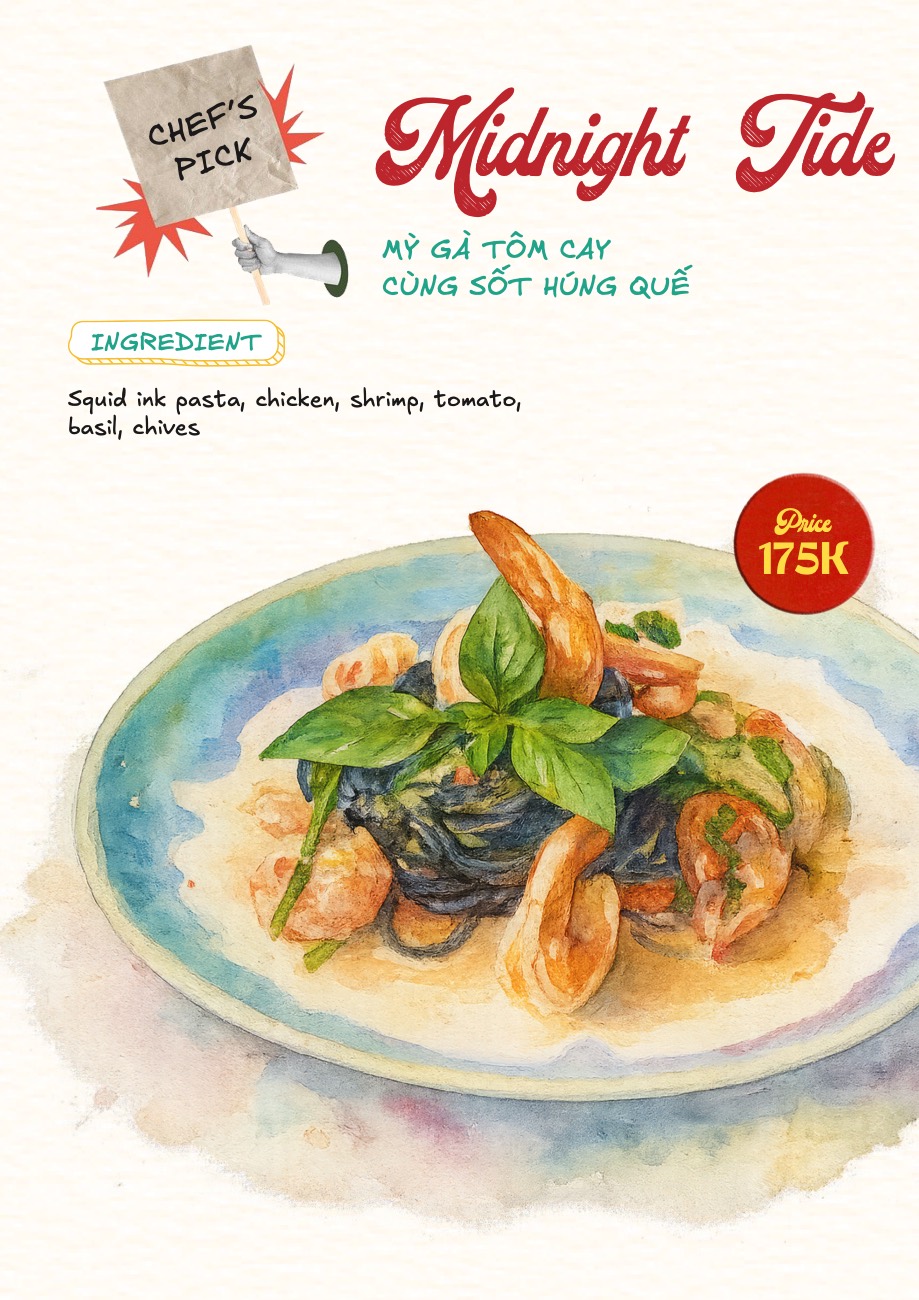 CHEF'S
PICK
Midnight Tide
MỲ GÀ TÔM CAY
CÙNG SỐT HÚNG QUẾ
INGREDIENT
Squid ink pasta, chicken, shrimp, tomato,
basil, chives
Price
175K